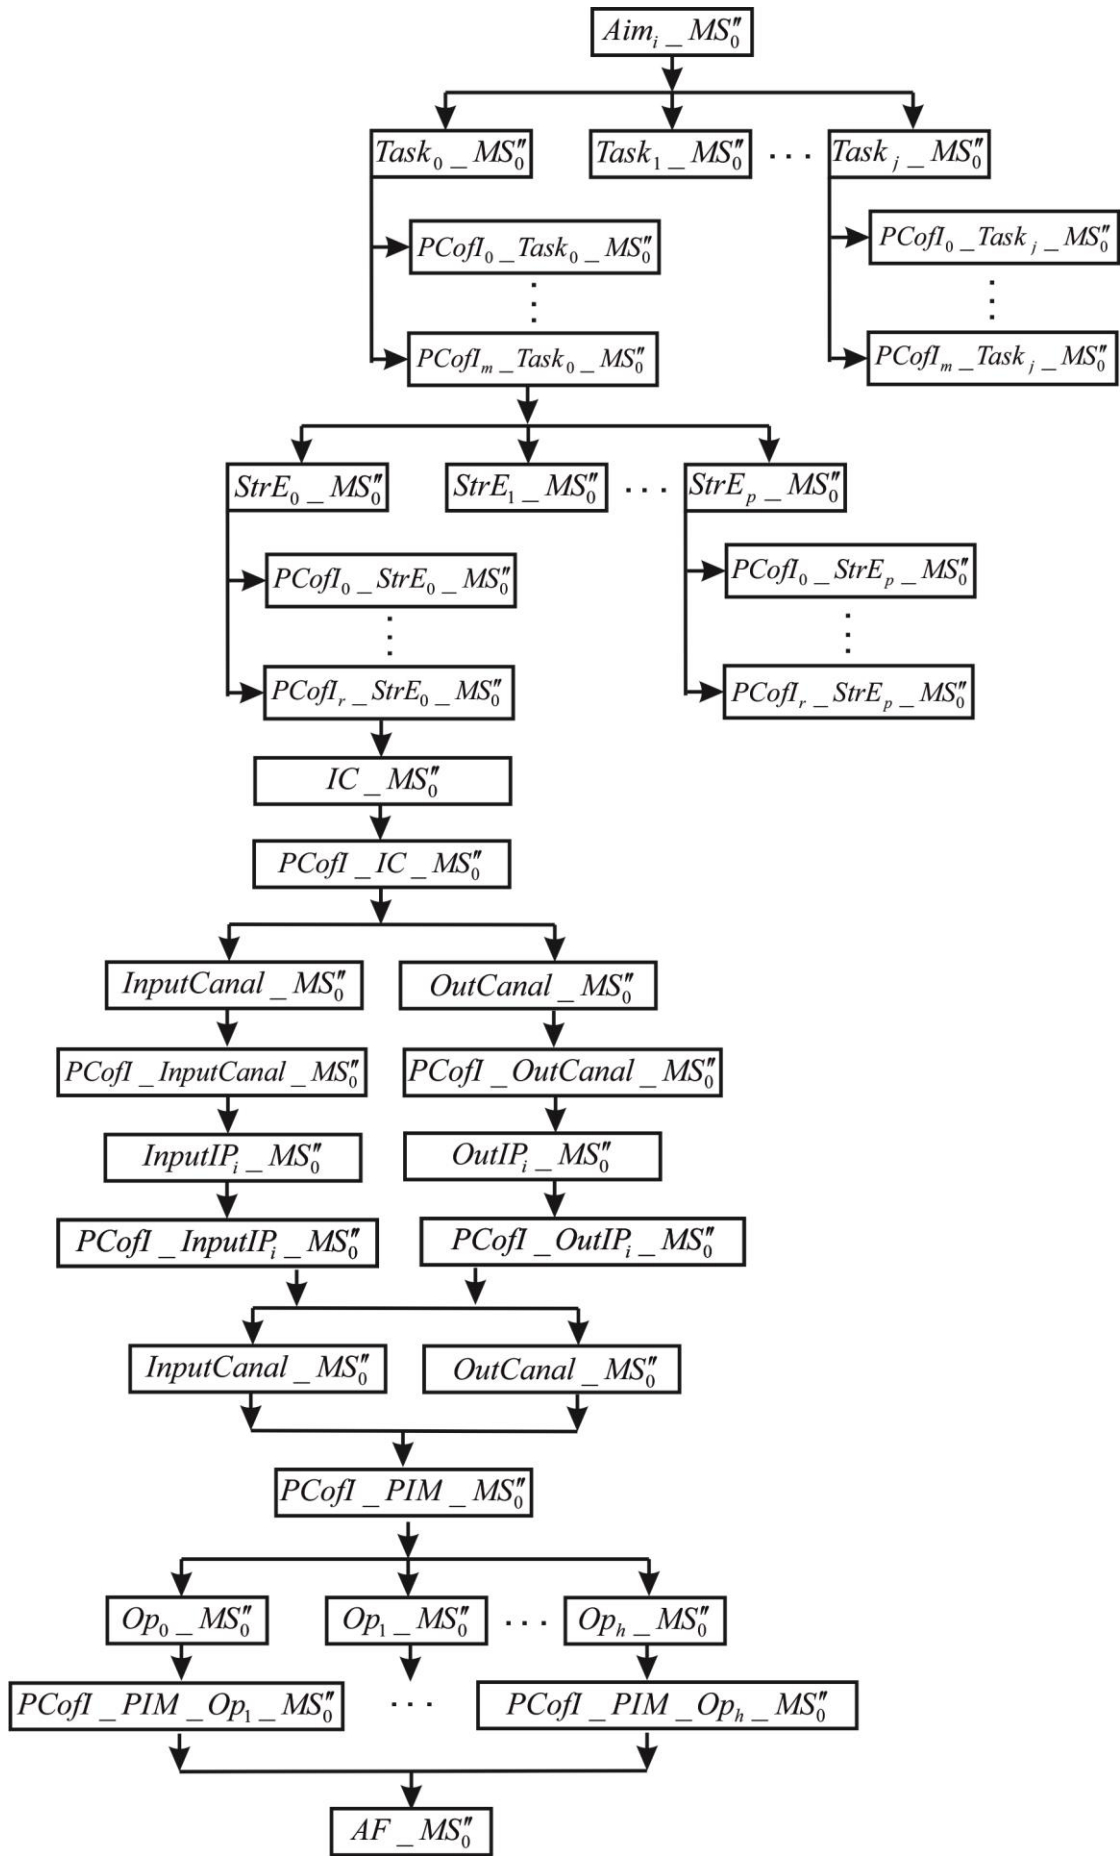 Aim_i _ MS″_0
Task_0 _ MS″_0 Task_1 _ MS″_0 . . . Task_j _ MS″_0
PCofI_0 _ Task_0 _ MS″_0 PCofI_0 _ Task_j _ MS″_0
PCofI_m _ Task_0 _ MS″_0 PCofI_m _ Task_j _ MS″_0
StrE_0 _ MS″_0 StrE_1 _ MS″_0 . . . StrE_p _ MS″_0
PCofI_0 _ StrE_0 _ MS″_0 PCofI_0 _ StrE_p _ MS″_0
PCofI_r _ StrE_0 _ MS″_0 PCofI_r _ StrE_p _ MS″_0
IC _ MS″_0
PCofI _ IC _ MS″_0
InputCanal _ MS″_0 OutCanal _ MS″_0
PCofI _ InputCanal _ MS″_0 PCofI _ OutCanal _ MS″_0
InputIP_i _ MS″_0 OutIP_i _ MS″_0
PCofI _ InputIP_i _ MS″_0 PCofI _ OutIP_i _ MS″_0
InputCanal _ MS″_0 OutCanal _ MS″_0
PCofI _ PIM _ MS″_0
Op_0 _ MS″_0 Op_1 _ MS″_0 . . . Op_h _ MS″_0
PCofI _ PIM _ Op_1 _ MS″_0 . . . PCofI _ PIM _ Op_h _ MS″_0
AF _ MS″_0